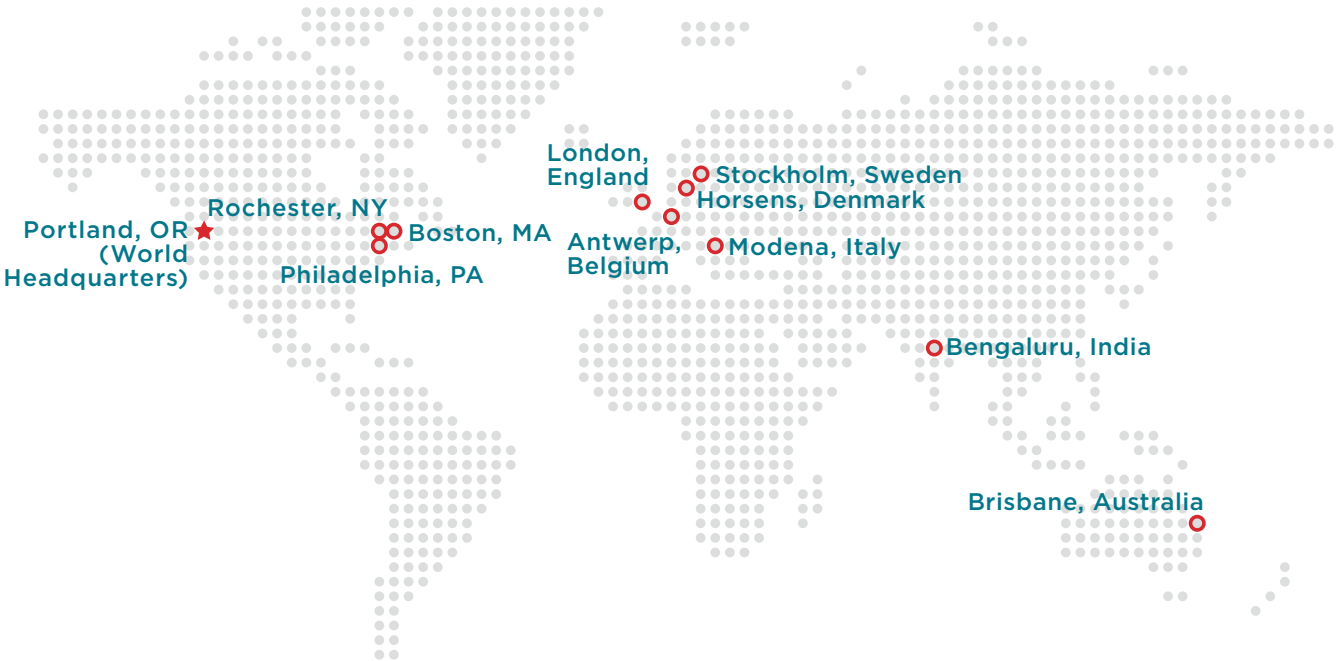 London,
England
Stockholm, Sweden
Horsens, Denmark
Rochester, NY
Portland, OR
(World
Headquarters)
Boston, MA
Antwerp,
Belgium
Modena, Italy
Philadelphia, PA
Bengaluru, India
Brisbane, Australia